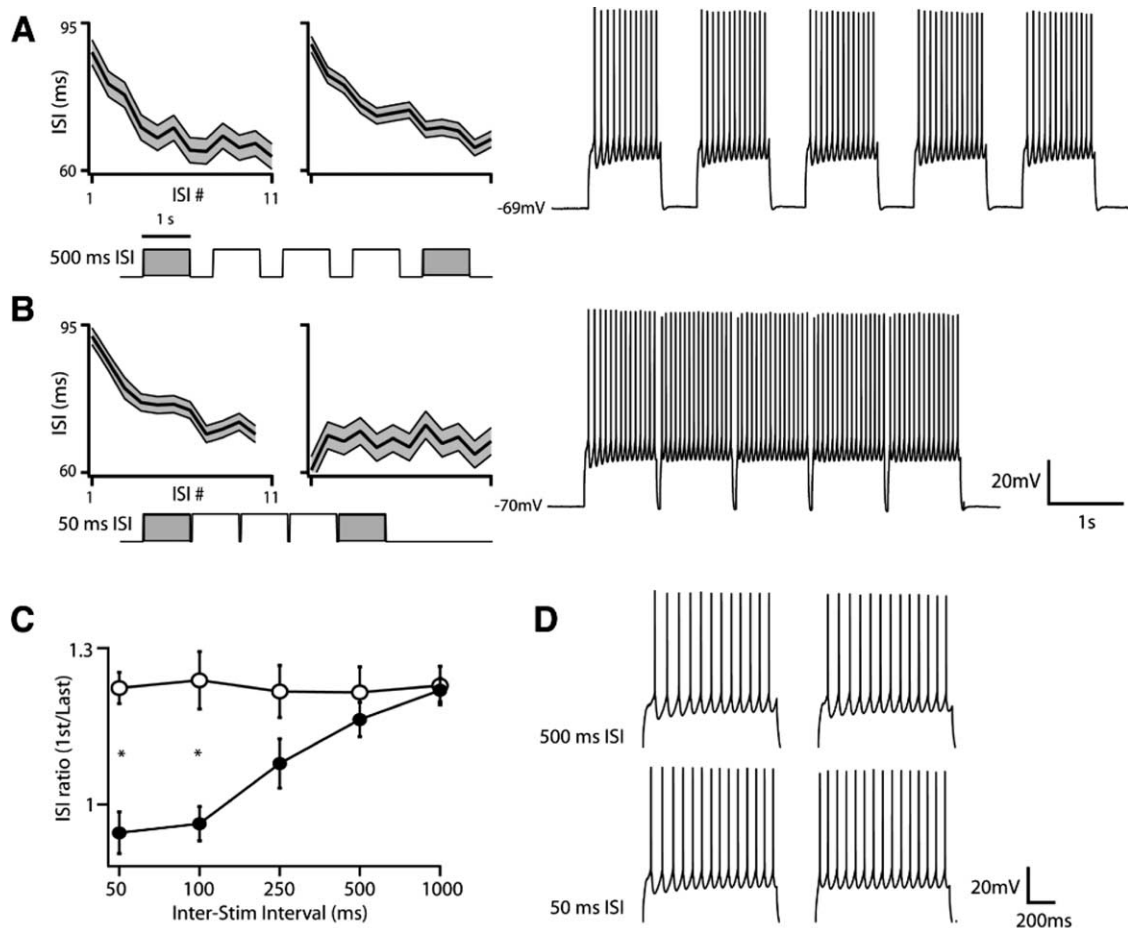 A
95
ISI (ms)
60
1
ISI #
11
1 s
500 ms ISI
-69mV
B
95
ISI (ms)
60
1
ISI #
11
50 ms ISI
-70mV
20mV
1s
C
1.3
ISI ratio (1st/Last)
*
*
1
50
100
250
500
1000
Inter-Stim Interval (ms)
D
500 ms ISI
50 ms ISI
20mV
200ms